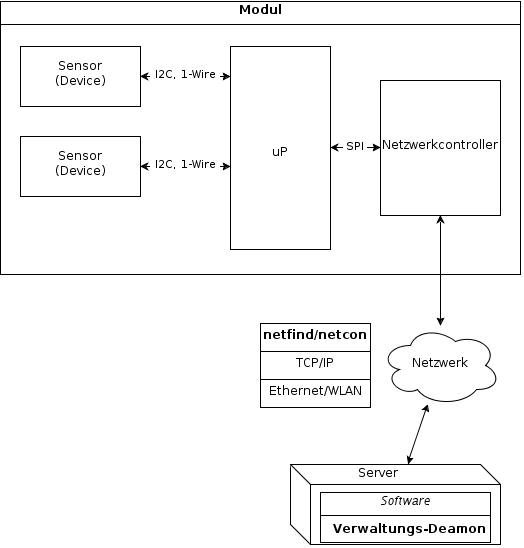 Modul
Sensor
(Device)
I2C, 1-Wire
Sensor
(Device)
I2C, 1-Wire
uP
SPI
Netzwerkcontroller
netfind/netcon
TCP/IP
Ethernet/WLAN
Netzwerk
Server
Software
Verwaltungs-Deamon